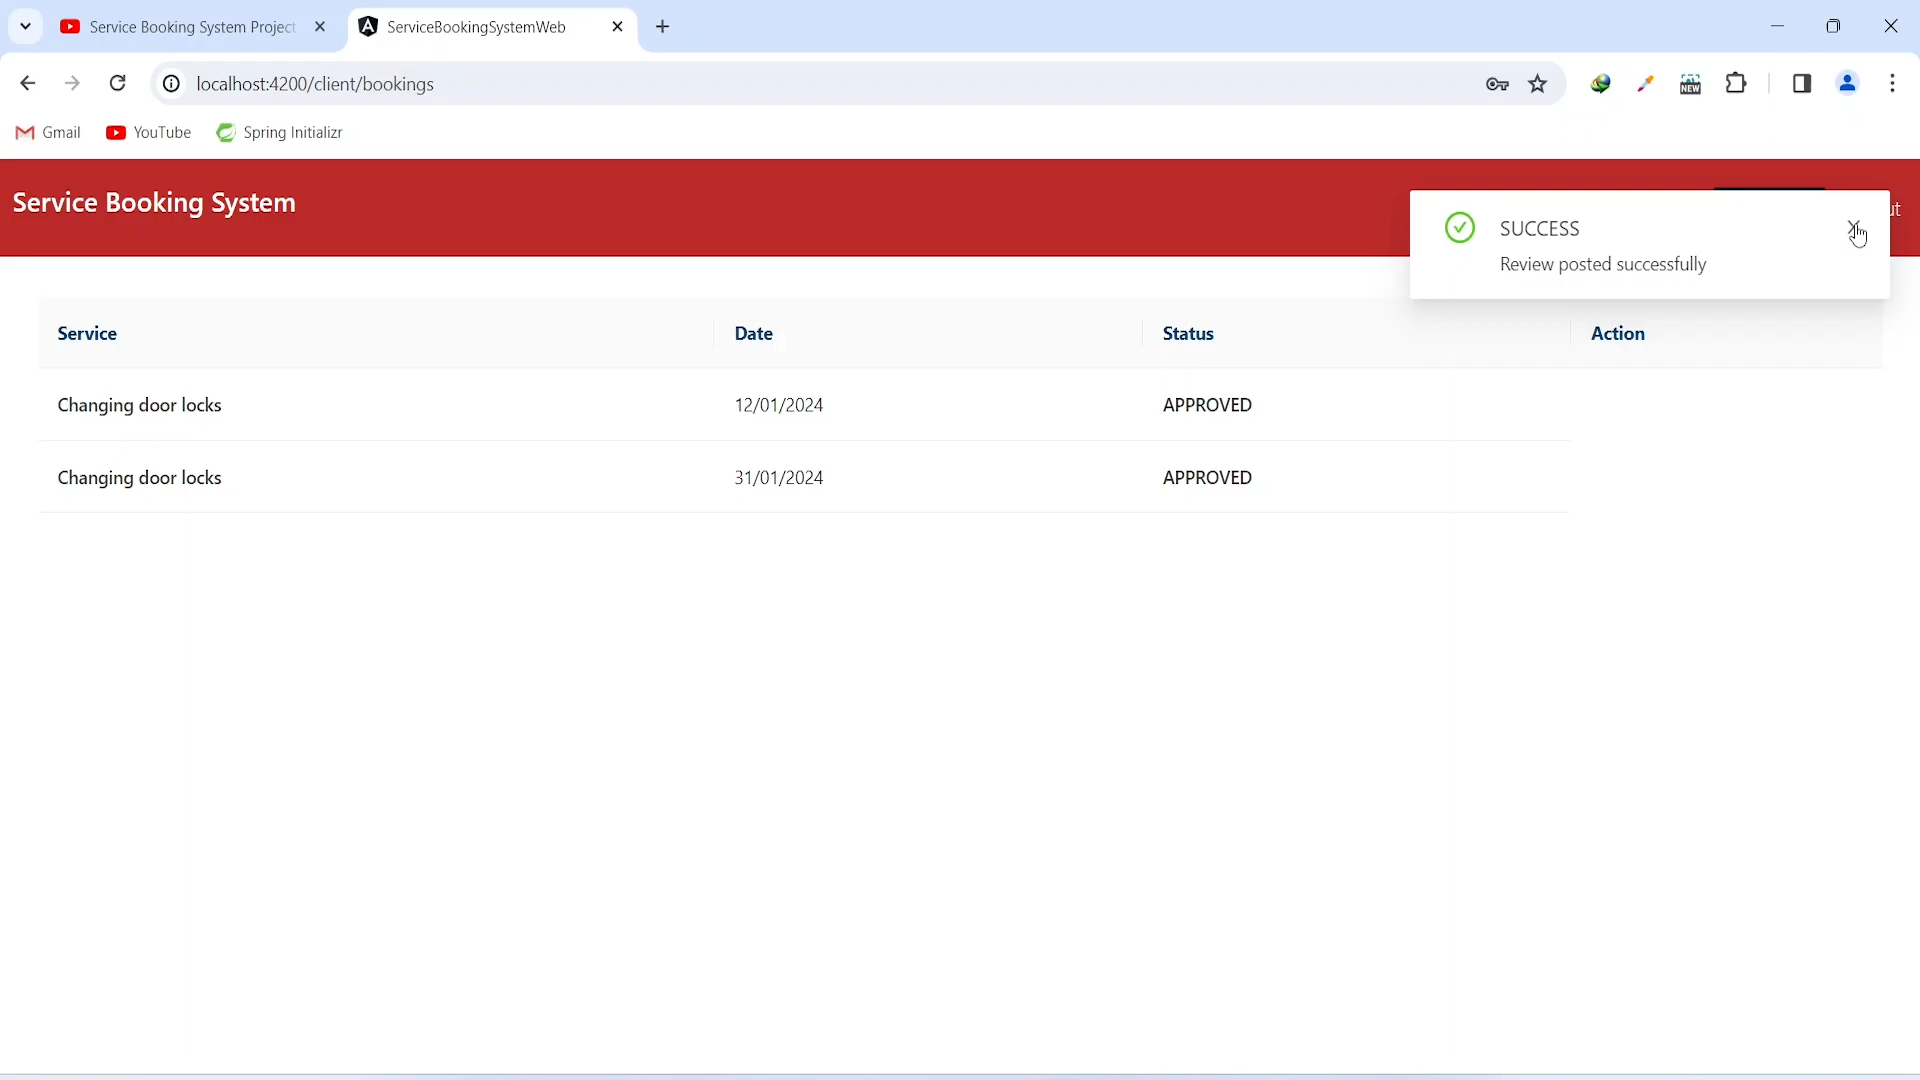 Service Booking System Project
ServiceBookingSystemWeb
localhost:4200/client/bookings
NEW
Gmail
YouTube
Spring Initializr
Service Booking System
ut
SUCCESS
Review posted successfully
Service Date Status Action
Changing door locks 12/01/2024 APPROVED
Changing door locks 31/01/2024 APPROVED